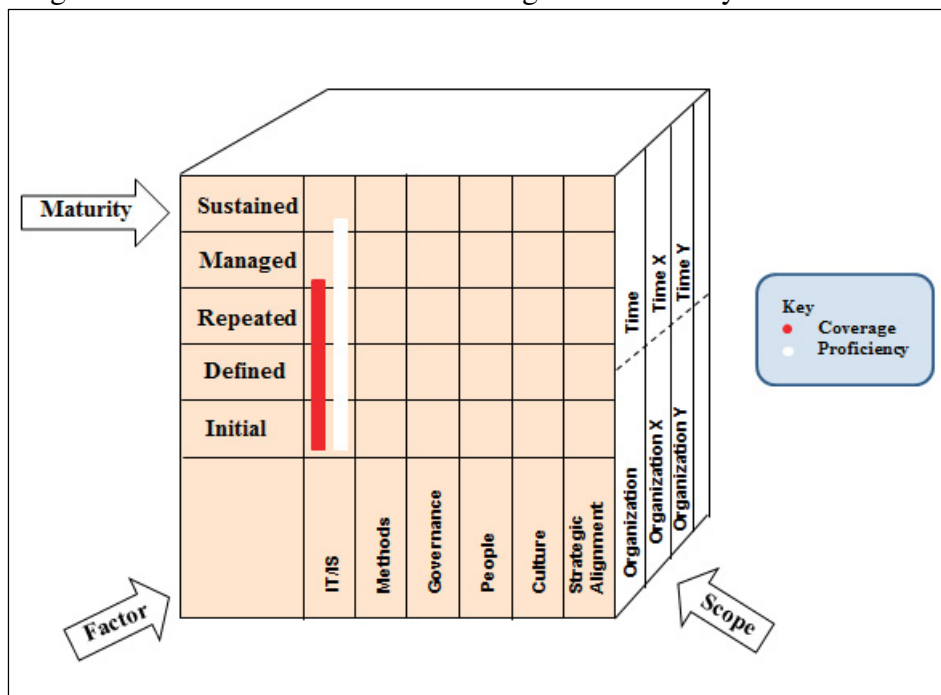 Maturity
Sustained
Managed
Repeated
Defined
Initial
IT/IS
Methods
Governance
People
Culture
Strategic
Alignment
Time
Time X
Time Y
Organization
Organization X
Organization Y
Factor
Scope
Key
Coverage
Proficiency